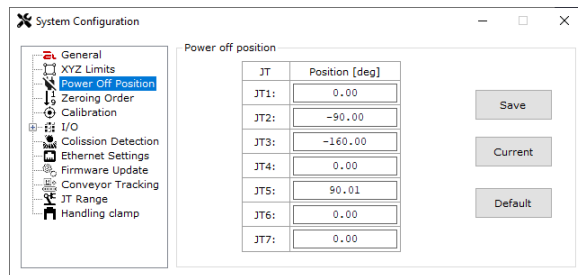 System Configuration
General
XYZ Limits
Power Off Position
Zeroing Order
Calibration
I/O
Colission Detection
Ethernet Settings
Firmware Update
Conveyor Tracking
JT Range
Handling clamp
Power off position
JT Position [deg]
JT1: 0.00
JT2: -90.00
JT3: -160.00
JT4: 0.00
JT5: 90.01
JT6: 0.00
JT7: 0.00
Save
Current
Default